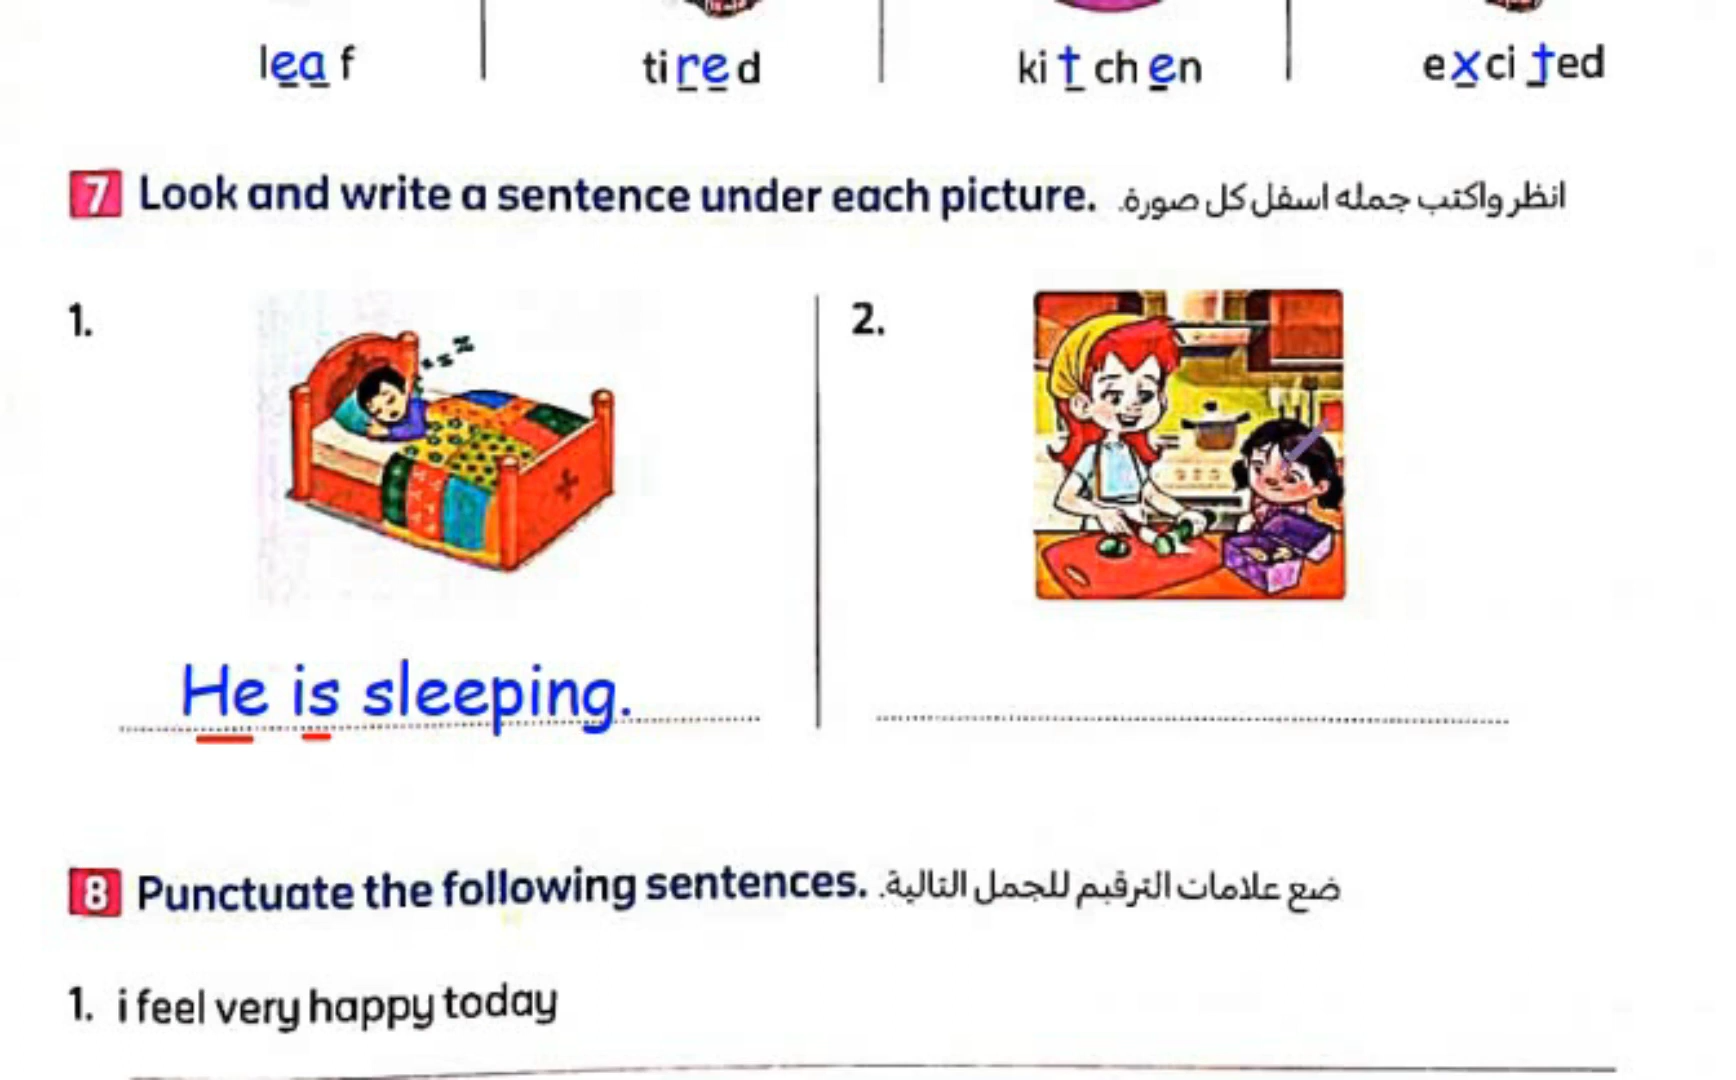 leaf tired kitchen excited
7 Look and write a sentence under each picture. انظر واكتب جمله اسفل كل صورة.
1. 2.
zzz
He is sleeping.
8 Punctuate the following sentences. ضع علامات الترقيم للجمل التالية.
1. i feel very happy today